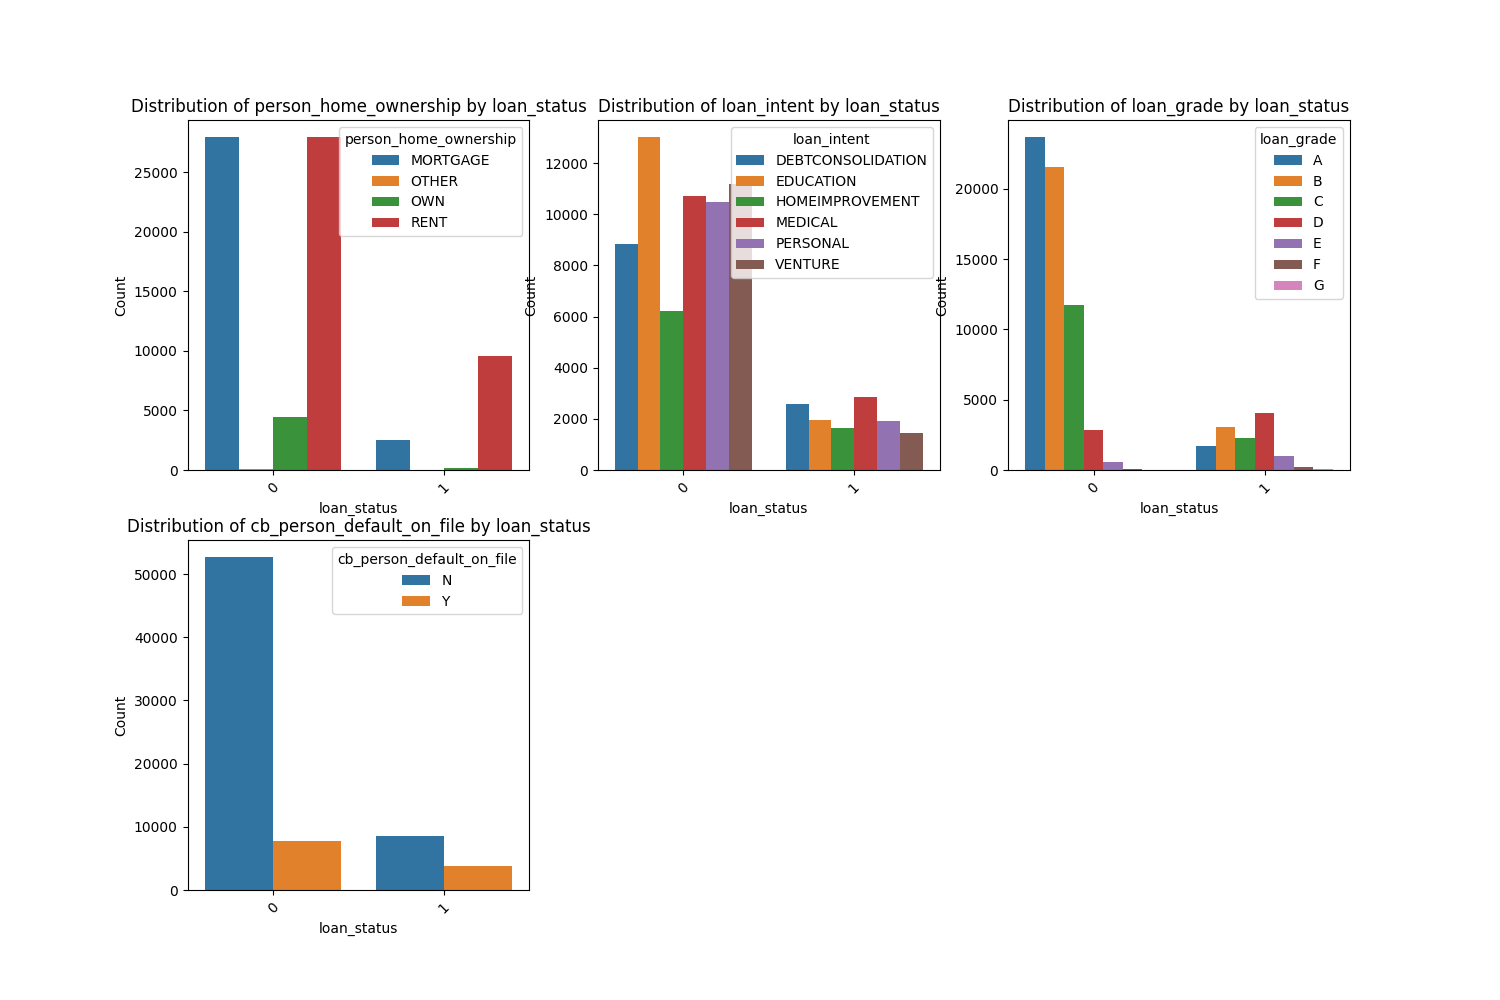 Distribution of person_home_ownership by loan_status
person_home_ownership
MORTGAGE
OTHER
OWN
RENT
25000
20000
15000
10000
5000
0
Count
0
1
loan_status
Distribution of loan_intent by loan_status
loan_intent
DEBTCONSOLIDATION
EDUCATION
HOMEIMPROVEMENT
MEDICAL
PERSONAL
VENTURE
12000
10000
8000
6000
4000
2000
0
Count
0
1
loan_status
Distribution of loan_grade by loan_status
loan_grade
A
B
C
D
E
F
G
20000
15000
10000
5000
0
Count
0
1
loan_status
Distribution of cb_person_default_on_file by loan_status
cb_person_default_on_file
N
Y
50000
40000
30000
20000
10000
0
Count
0
1
loan_status